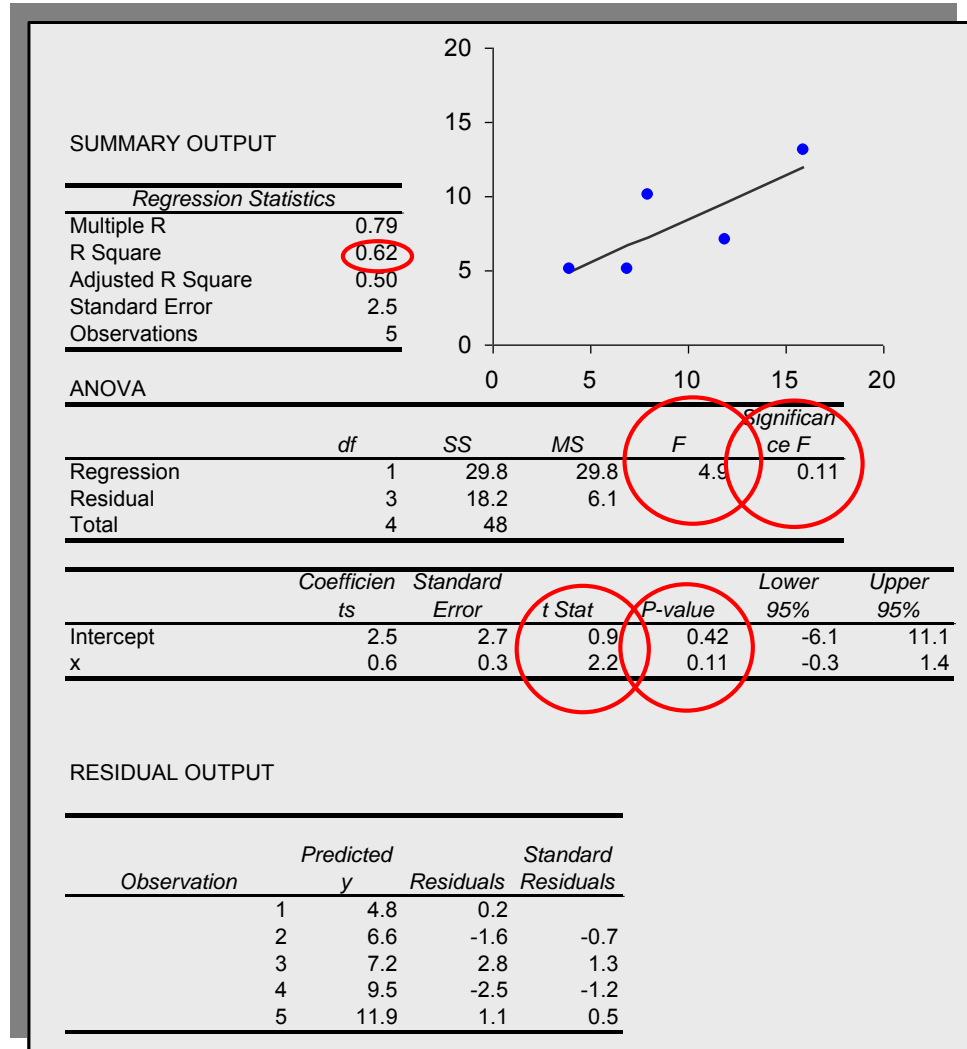 20
15
SUMMARY OUTPUT
10
Regression Statistics
Multiple R 0.79
R Square 0.62
Adjusted R Square 0.50
5
Standard Error 2.5
Observations 5
0
0 5 10 15 20
ANOVA
df SS MS F Significan
ce F
Regression 1 29.8 29.8 4.9 0.11
Residual 3 18.2 6.1
Total 4 48
Coefficien
ts Standard
Error t Stat P-value Lower
95% Upper
95%
Intercept 2.5 2.7 0.9 0.42 -6.1 11.1
x 0.6 0.3 2.2 0.11 -0.3 1.4
RESIDUAL OUTPUT
Observation Predicted
y Residuals Standard
Residuals
1 4.8 0.2
2 6.6 -1.6 -0.7
3 7.2 2.8 1.3
4 9.5 -2.5 -1.2
5 11.9 1.1 0.5